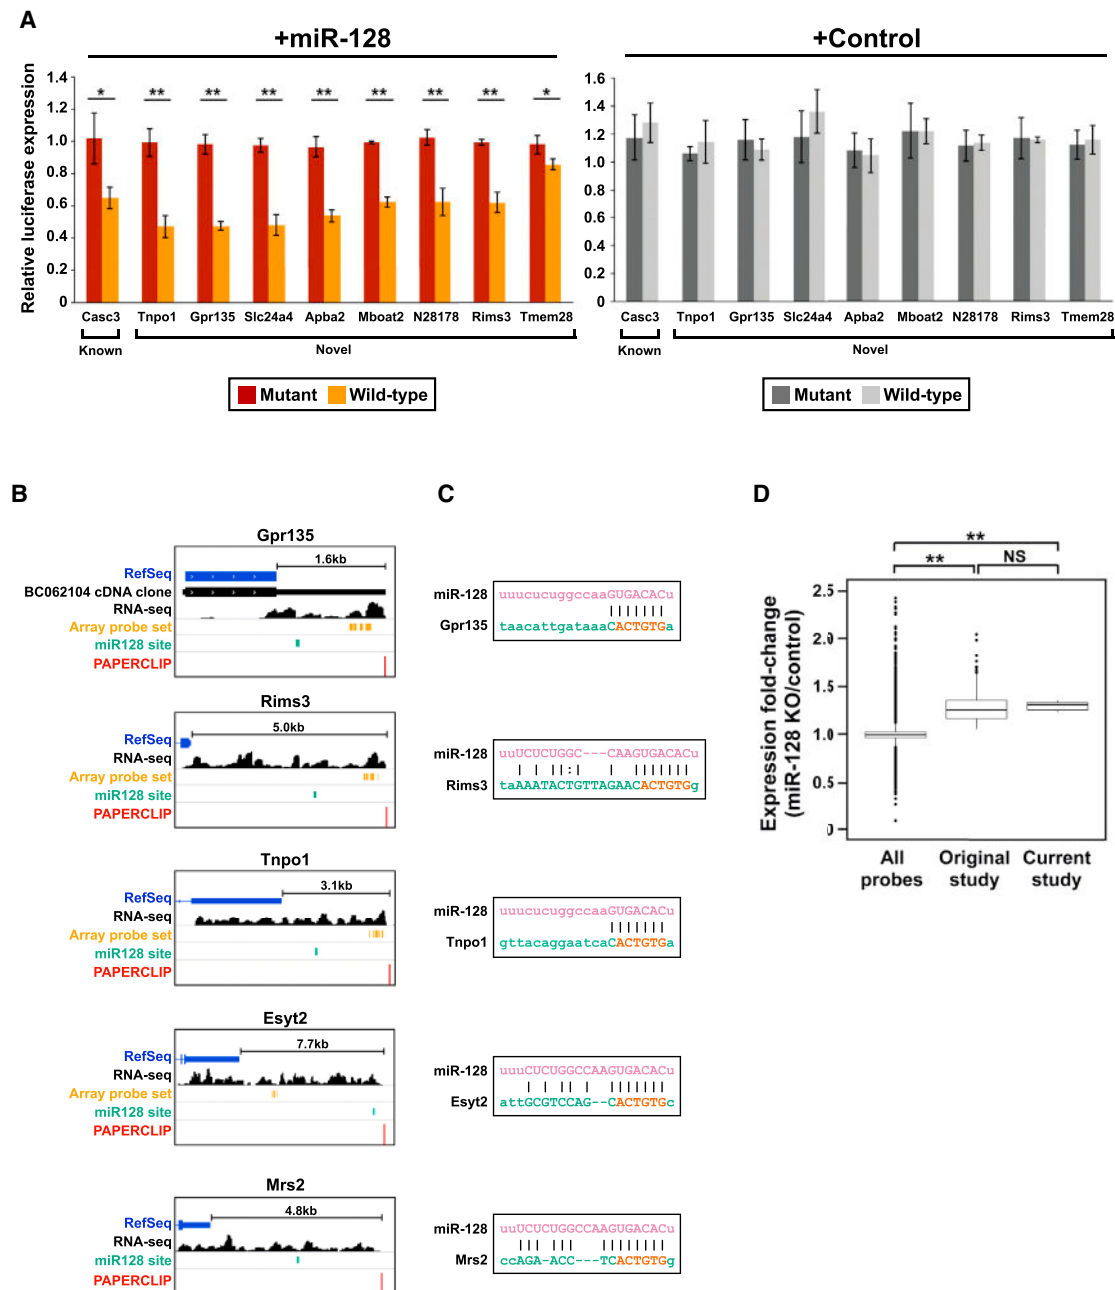 A
+miR-128
+Control
Relative luciferase expression
1.4
1.2
1.0
0.8
0.6
0.4
0.2
0
* ** ** ** ** ** ** ** *
Casc3 Tnpo1 Gpr135 Slc24a4 Apba2 Mboat2 N28178 Rims3 Tmem28
Known Novel
Mutant Wild-type
1.6
1.4
1.2
1.0
0.8
0.6
0.4
0.2
0
Casc3 Tnpo1 Gpr135 Slc24a4 Apba2 Mboat2 N28178 Rims3 Tmem28
Known Novel
Mutant Wild-type
B
Gpr135
1.6kb
RefSeq
BC062104 cDNA clone
RNA-seq
Array probe set
miR128 site
PAPERCLIP
Rims3
5.0kb
RefSeq
RNA-seq
Array probe set
miR128 site
PAPERCLIP
Tnpo1
3.1kb
RefSeq
RNA-seq
Array probe set
miR128 site
PAPERCLIP
Esyt2
7.7kb
RefSeq
RNA-seq
Array probe set
miR128 site
PAPERCLIP
Mrs2
4.8kb
RefSeq
RNA-seq
miR128 site
PAPERCLIP
C
miR-128 uuucucuggccaaGUGACACu
Gpr135 taacattgataaaCACTGTGa
miR-128 uuUCUCUGGC---CAAGUGACACu
Rims3 taAAATACTGTTAGAACACTGTGg
miR-128 uuucucuggccaaGUGACACu
Tnpo1 gttacaggaatcaCACTGTGa
miR-128 uuuCUCUGGCCAAGUGACACu
Esyt2 attGCGTCCAG--CACTGTGc
miR-128 uuUCUCUGGCCAAGUGACACu
Mrs2 ccAGA-ACC---TCACTGTGg
D
**
** NS
Expression fold-change
(miR-128 KO/control)
2.5
2.0
1.5
1.0
0.5
0
All probes
Original study
Current study